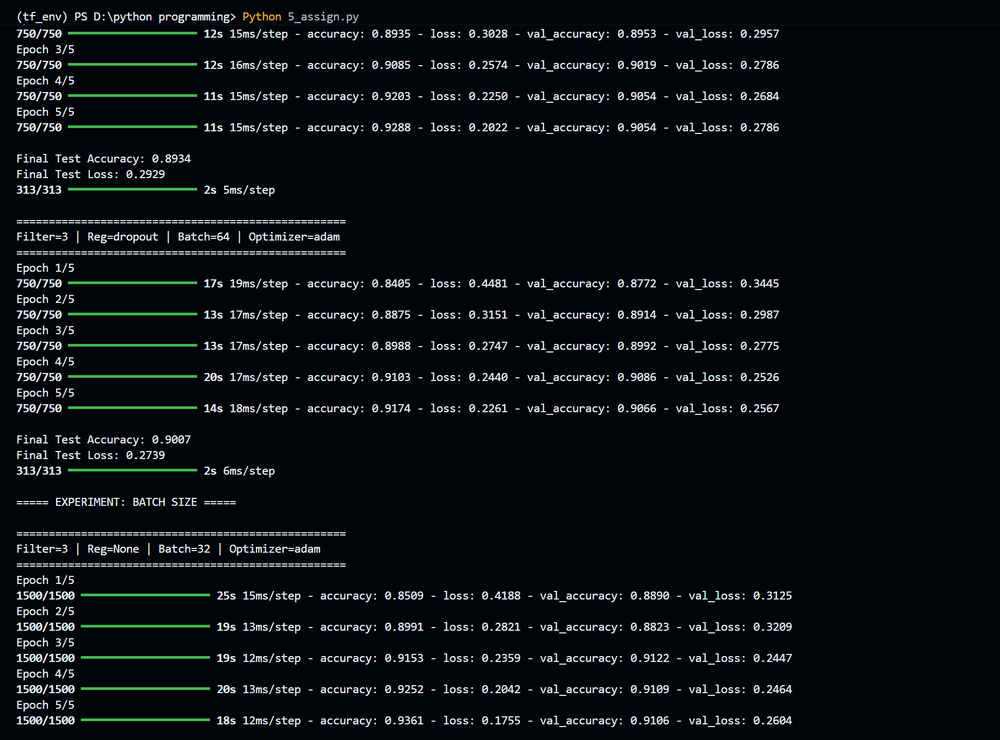 (tf_env) PS D:\python programming> Python 5_assign.py
750/750 12s 15ms/step - accuracy: 0.8935 - loss: 0.3028 - val_accuracy: 0.8953 - val_loss: 0.2957
Epoch 3/5
750/750 12s 16ms/step - accuracy: 0.9085 - loss: 0.2574 - val_accuracy: 0.9019 - val_loss: 0.2786
Epoch 4/5
750/750 11s 15ms/step - accuracy: 0.9203 - loss: 0.2250 - val_accuracy: 0.9054 - val_loss: 0.2684
Epoch 5/5
750/750 11s 15ms/step - accuracy: 0.9288 - loss: 0.2022 - val_accuracy: 0.9054 - val_loss: 0.2786
Final Test Accuracy: 0.8934
Final Test Loss: 0.2929
313/313 2s 5ms/step
===================================================
Filter=3 | Reg=dropout | Batch=64 | Optimizer=adam
===================================================
Epoch 1/5
750/750 17s 19ms/step - accuracy: 0.8405 - loss: 0.4481 - val_accuracy: 0.8772 - val_loss: 0.3445
Epoch 2/5
750/750 13s 17ms/step - accuracy: 0.8875 - loss: 0.3151 - val_accuracy: 0.8914 - val_loss: 0.2987
Epoch 3/5
750/750 13s 17ms/step - accuracy: 0.8988 - loss: 0.2747 - val_accuracy: 0.8992 - val_loss: 0.2775
Epoch 4/5
750/750 20s 17ms/step - accuracy: 0.9103 - loss: 0.2440 - val_accuracy: 0.9086 - val_loss: 0.2526
Epoch 5/5
750/750 14s 18ms/step - accuracy: 0.9174 - loss: 0.2261 - val_accuracy: 0.9066 - val_loss: 0.2567
Final Test Accuracy: 0.9007
Final Test Loss: 0.2739
313/313 2s 6ms/step
===== EXPERIMENT: BATCH SIZE =====
===================================================
Filter=3 | Reg=None | Batch=32 | Optimizer=adam
===================================================
Epoch 1/5
1500/1500 25s 15ms/step - accuracy: 0.8509 - loss: 0.4188 - val_accuracy: 0.8890 - val_loss: 0.3125
Epoch 2/5
1500/1500 19s 13ms/step - accuracy: 0.8991 - loss: 0.2821 - val_accuracy: 0.8823 - val_loss: 0.3209
Epoch 3/5
1500/1500 19s 12ms/step - accuracy: 0.9153 - loss: 0.2359 - val_accuracy: 0.9122 - val_loss: 0.2447
Epoch 4/5
1500/1500 20s 13ms/step - accuracy: 0.9252 - loss: 0.2042 - val_accuracy: 0.9109 - val_loss: 0.2464
Epoch 5/5
1500/1500 18s 12ms/step - accuracy: 0.9361 - loss: 0.1755 - val_accuracy: 0.9106 - val_loss: 0.2604